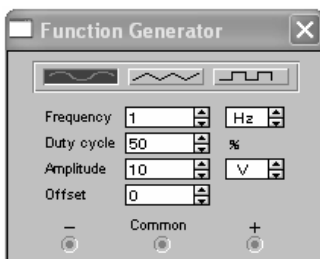 Function Generator
Frequency 1 Hz
Duty cycle 50 %
Amplitude 10 V
Offset 0
− Common +